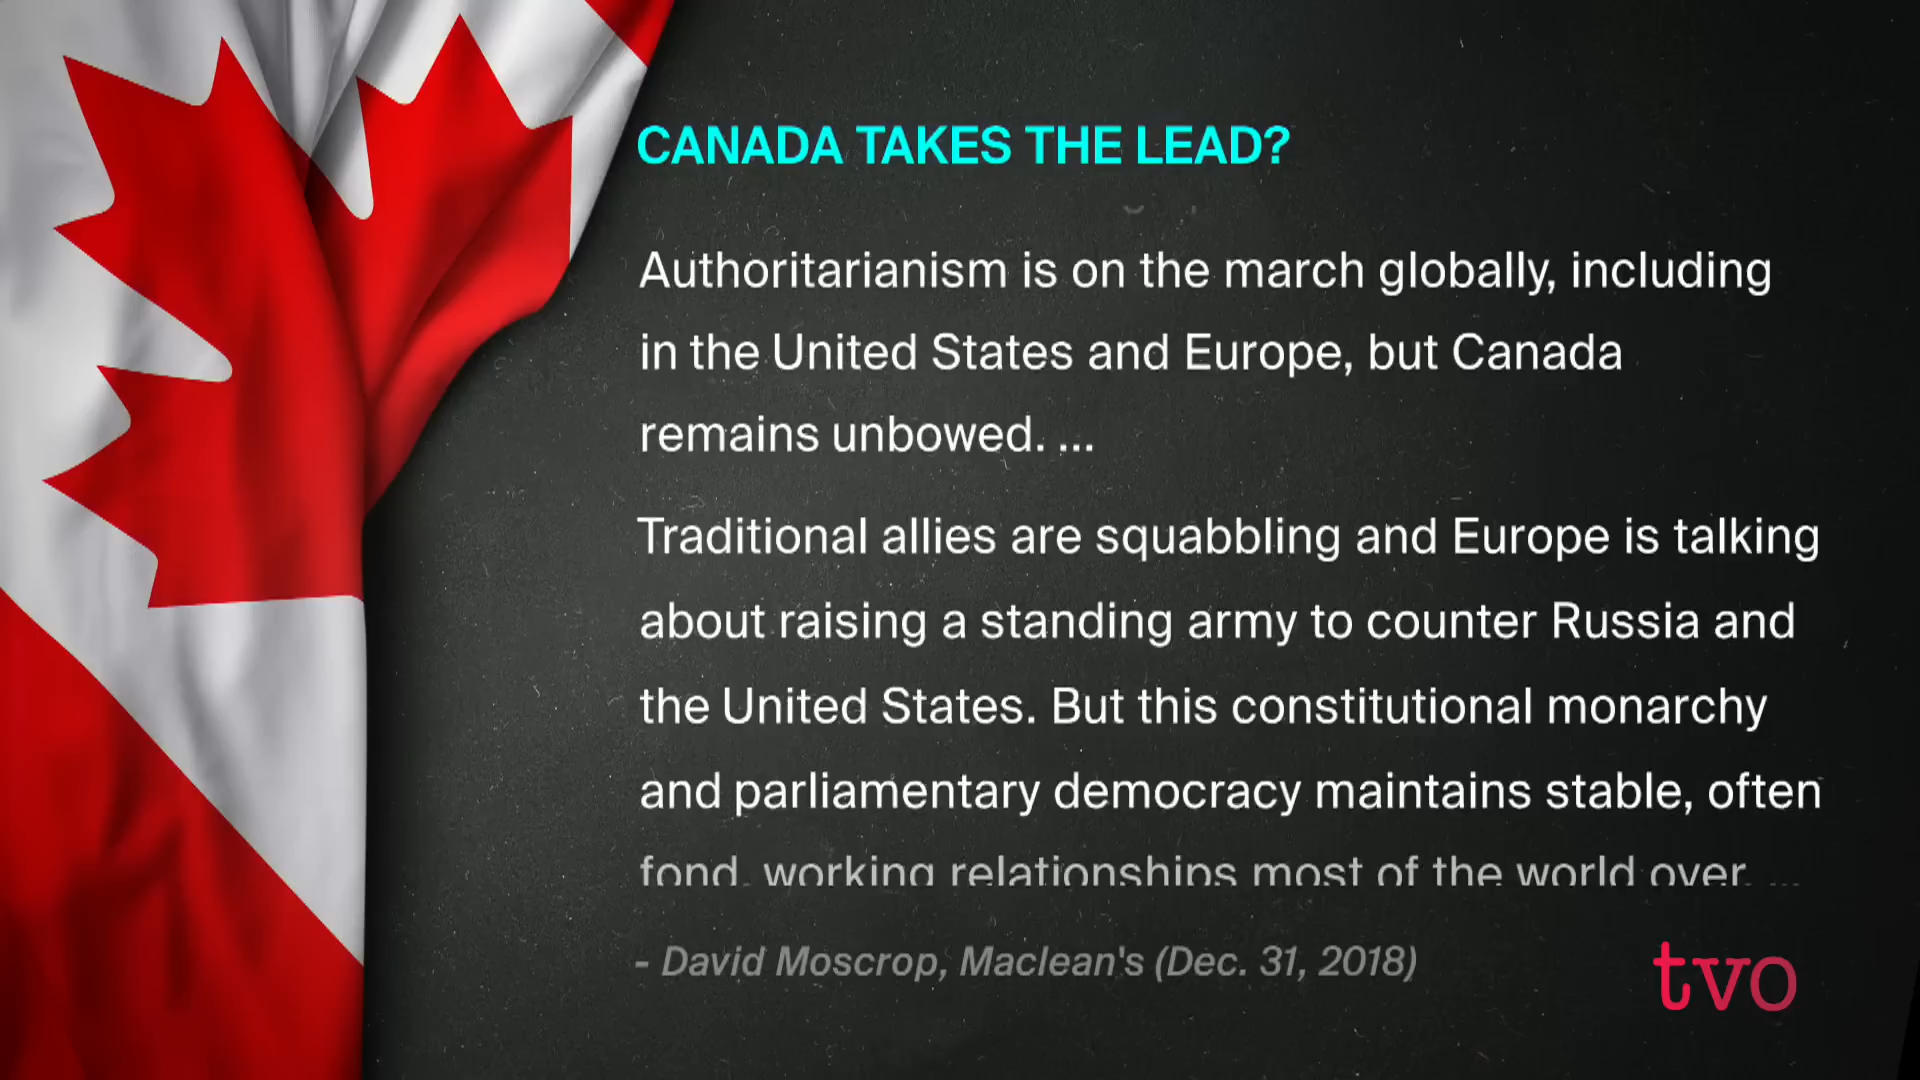 CANADA TAKES THE LEAD?
Authoritarianism is on the march globally, including
in the United States and Europe, but Canada
remains unbowed. ...
Traditional allies are squabbling and Europe is talking
about raising a standing army to counter Russia and
the United States. But this constitutional monarchy
and parliamentary democracy maintains stable, often
fond, working relationships most of the world over. ...
- David Moscrop, Maclean's (Dec. 31, 2018)
tvo